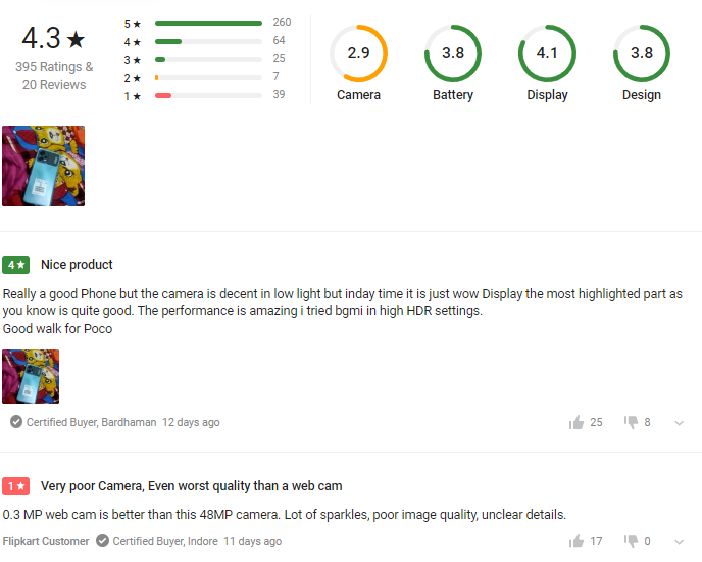 4.3 ★
395 Ratings &
20 Reviews
5 ★ 260
4 ★ 64
3 ★ 25
2 ★ 7
1 ★ 39
2.9 3.8 4.1 3.8
Camera Battery Display Design
4 ★ Nice product
Really a good Phone but the camera is decent in low light but inday time it is just wow Display the most highlighted part as
you know is quite good. The performance is amazing i tried bgmi in high HDR settings.
Good walk for Poco
Certified Buyer, Bardhaman 12 days ago 25 8
1 ★ Very poor Camera, Even worst quality than a web cam
0.3 MP web cam is better than this 48MP camera. Lot of sparkles, poor image quality, unclear details.
Flipkart Customer Certified Buyer, Indore 11 days ago 17 0